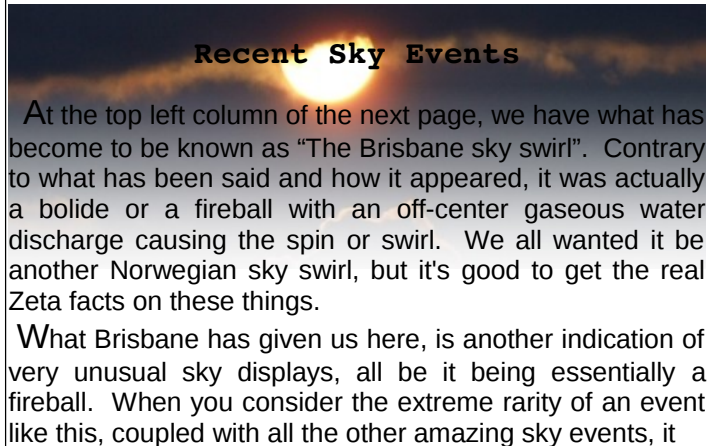 Recent Sky Events
At the top left column of the next page, we have what has
become to be known as “The Brisbane sky swirl”. Contrary
to what has been said and how it appeared, it was actually
a bolide or a fireball with an off-center gaseous water
discharge causing the spin or swirl. We all wanted it be
another Norwegian sky swirl, but it's good to get the real
Zeta facts on these things.
What Brisbane has given us here, is another indication of
very unusual sky displays, all be it being essentially a
fireball. When you consider the extreme rarity of an event
like this, coupled with all the other amazing sky events, it